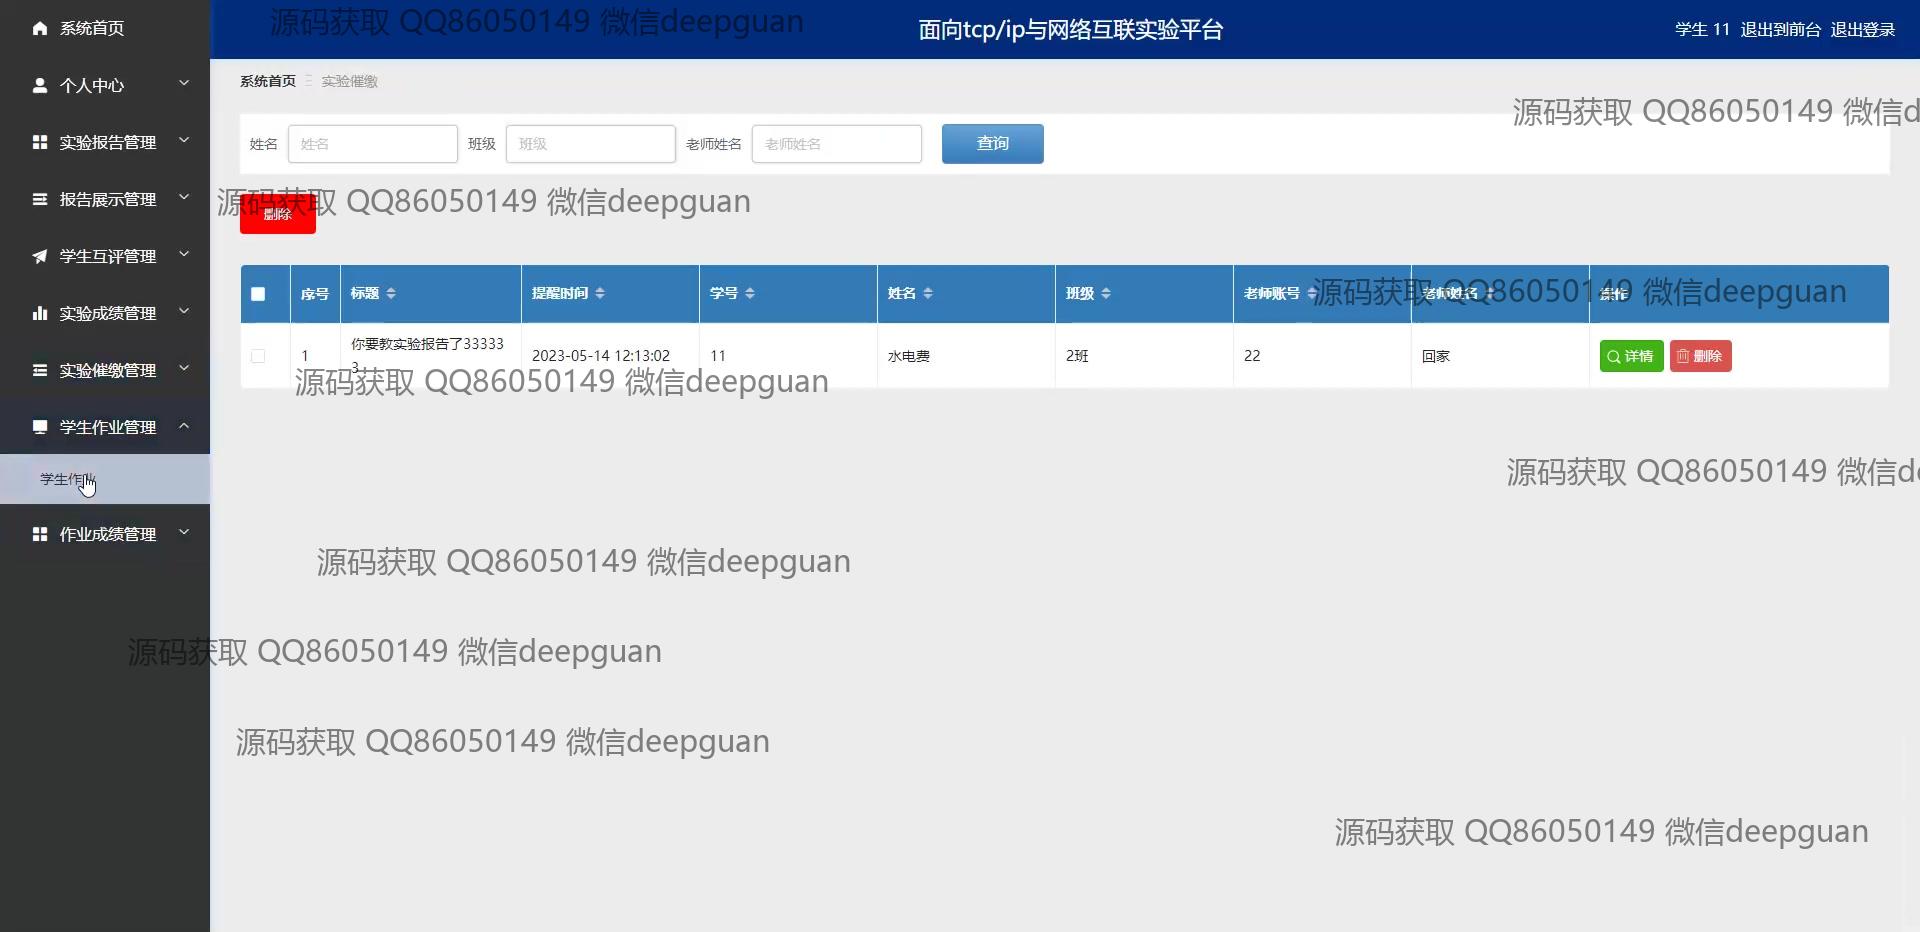 系统首页
个人中心
实验报告管理
报告展示管理
学生互评管理
实验成绩管理
实验催缴管理
学生作业管理
学生作业
作业成绩管理
面向tcp/ip与网络互联实验平台
学生 11 退出到前台 退出登录
系统首页 实验催缴
姓名 姓名 班级 班级 老师姓名 老师姓名 查询
删除
序号 标题 提醒时间 学号 姓名 班级 老师账号 老师姓名 操作
1 你要教实验报告了33333
3
2023-05-14 12:13:02 11 水电费 2班 22 回家 详情 删除
源码获取 QQ86050149 微信deepguan
源码获取 QQ86050149 微信d
源码获取 QQ86050149 微信deepguan
源码获取 QQ86050149 微信deepguan
源码获取 QQ86050149 微信deepguan
源码获取 QQ86050149 微信de
源码获取 QQ86050149 微信deepguan
源码获取 QQ86050149 微信deepguan
源码获取 QQ86050149 微信deepguan
源码获取 QQ86050149 微信deepguan